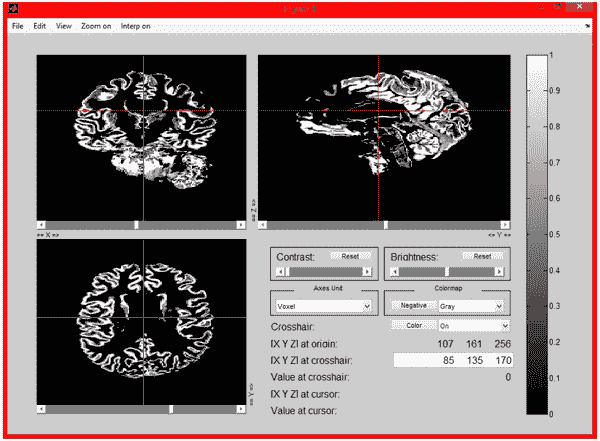 File Edit View Zoom on Interp on
1
0.9
0.8
0.7
0.6
0.5
0.4
0.3
0.2
0.1
0
<= Z =>
<= X =>
<= Y =>
<= Y =>
Contrast: Reset
Brightness: Reset
Axes Unit
Voxel
Colormap
Negative Gray
Crosshair: Color On
[X Y Z] at origin: 107 161 256
[X Y Z] at crosshair: 85 135 170
Value at crosshair: 0
[X Y Z] at cursor:
Value at cursor: